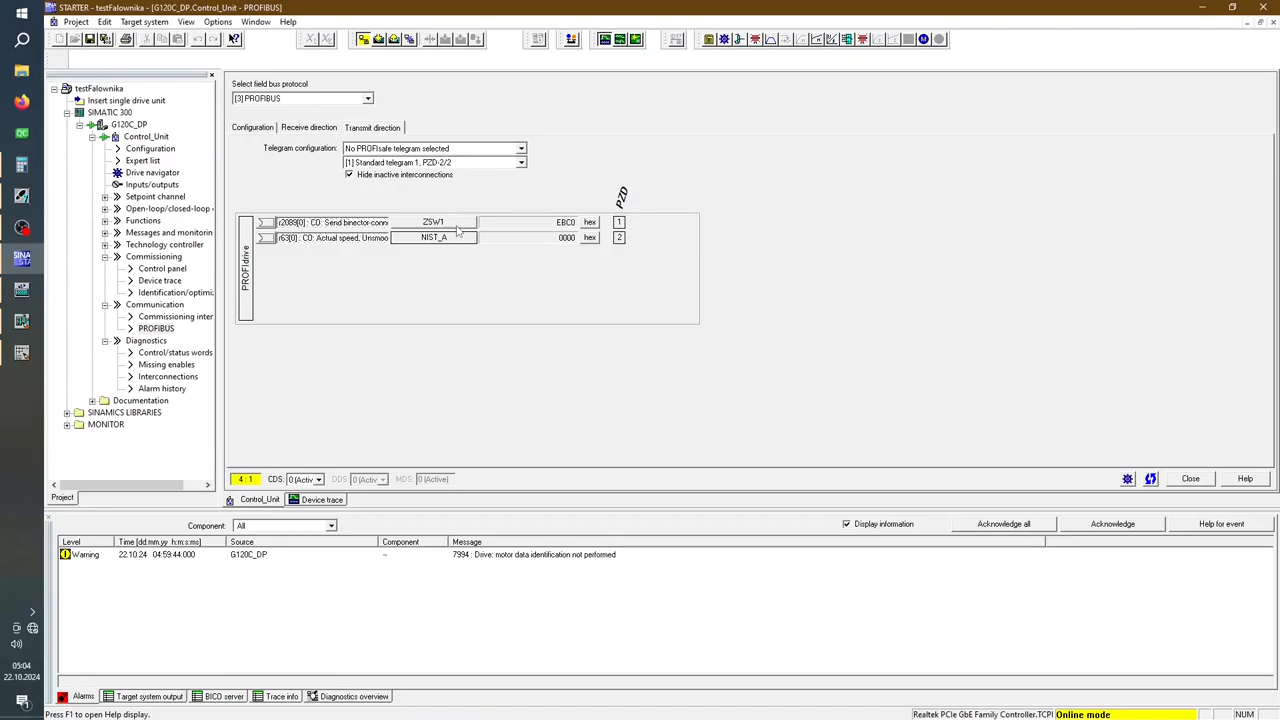 STARTER - testFalownika - [G120C_DP.Control_Unit - PROFIBUS]
Project Edit Target system View Options Window Help
Select field bus protocol
[3] PROFIBUS
Configuration Receive direction Transmit direction
Telegram configuration: No PROFIsafe telegram selected
[1] Standard telegram 1, PZD-2/2
Hide inactive interconnections
PZD
PROFIdrive
r2089[0] : CO: Send binector-conn ZSW1 EBC0 hex 1
r63[0] : CO: Actual speed, Unsmoo NIST_A 0000 hex 2
testFalownika
Insert single drive unit
SIMATIC 300
G120C_DP
Control_Unit
Configuration
Expert list
Drive navigator
Inputs/outputs
Setpoint channel
Open-loop/closed-loop
Functions
Messages and monitorin
Technology controller
Commissioning
Control panel
Device trace
Identification/optimiz
Communication
Commissioning inter
PROFIBUS
Diagnostics
Control/status words
Missing enables
Interconnections
Alarm history
Documentation
SINAMICS LIBRARIES
MONITOR
Project
4 : 1 CDS: 0 (Activ DDS: 0 (Activ MDS: 0 (Active) Close Help
Control_Unit Device trace
Component: All Display information Acknowledge all Acknowledge Help for event
Level Time [dd.mm.yy h:m:s:ms] Source Component Message
Warning 22.10.24 04:59:44:000 G120C_DP -- 7994 : Drive: motor data identification not performed
Alarms Target system output BICO server Trace info Diagnostics overview
Press F1 to open Help display. Realtek PCIe GbE Family Controller.TCPI Online mode NUM
05:04
22.10.2024